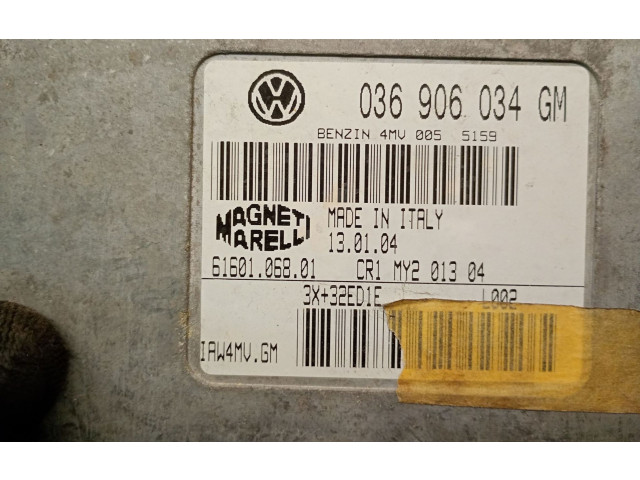 036 906 034 GM
BENZIN 4MV 005 5159
MAGNETI MARELLI
MADE IN ITALY
13.01.04
61601.068.01 CR1 MY2 013 04
3X+32ED1E L002
IAW4MV.GM